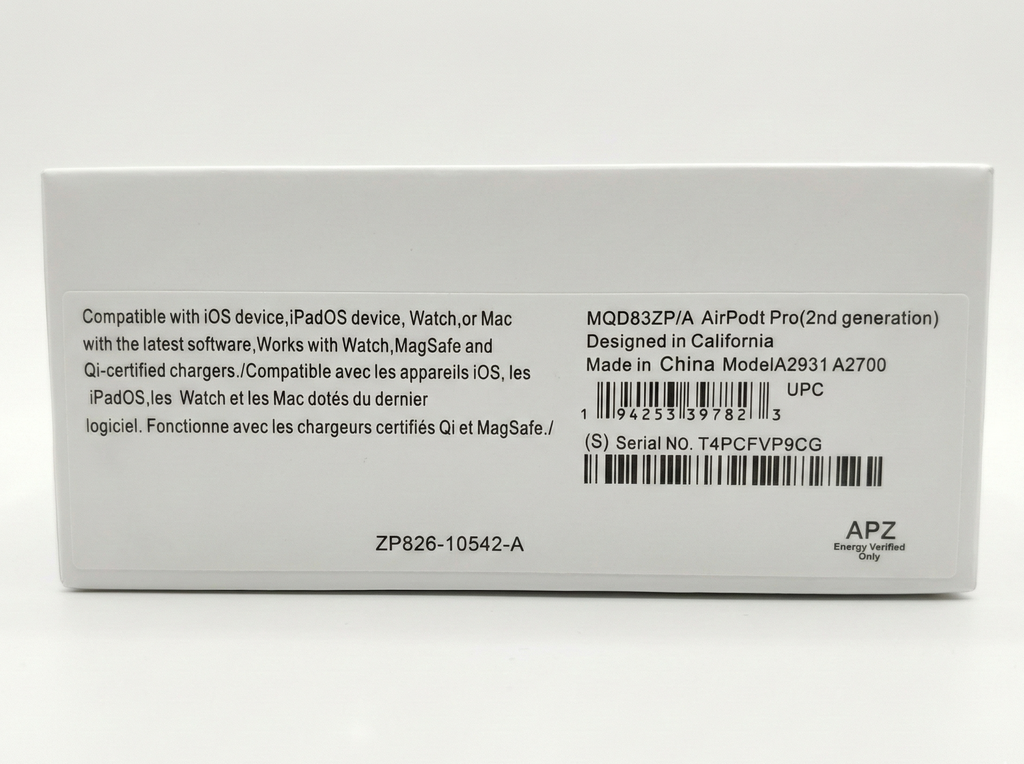 Compatible with iOS device,iPadOS device, Watch,or Mac
with the latest software,Works with Watch,MagSafe and
Qi-certified chargers./Compatible avec les appareils iOS, les
iPadOS,les Watch et les Mac dotés du dernier
logiciel. Fonctionne avec les chargeurs certifiés Qi et MagSafe./
ZP826-10542-A
MQD83ZP/A AirPodt Pro(2nd generation)
Designed in California
Made in China ModelA2931 A2700
UPC
1 94253 39782 3
(S) Serial NO. T4PCFVP9CG
APZ
Energy Verified
Only